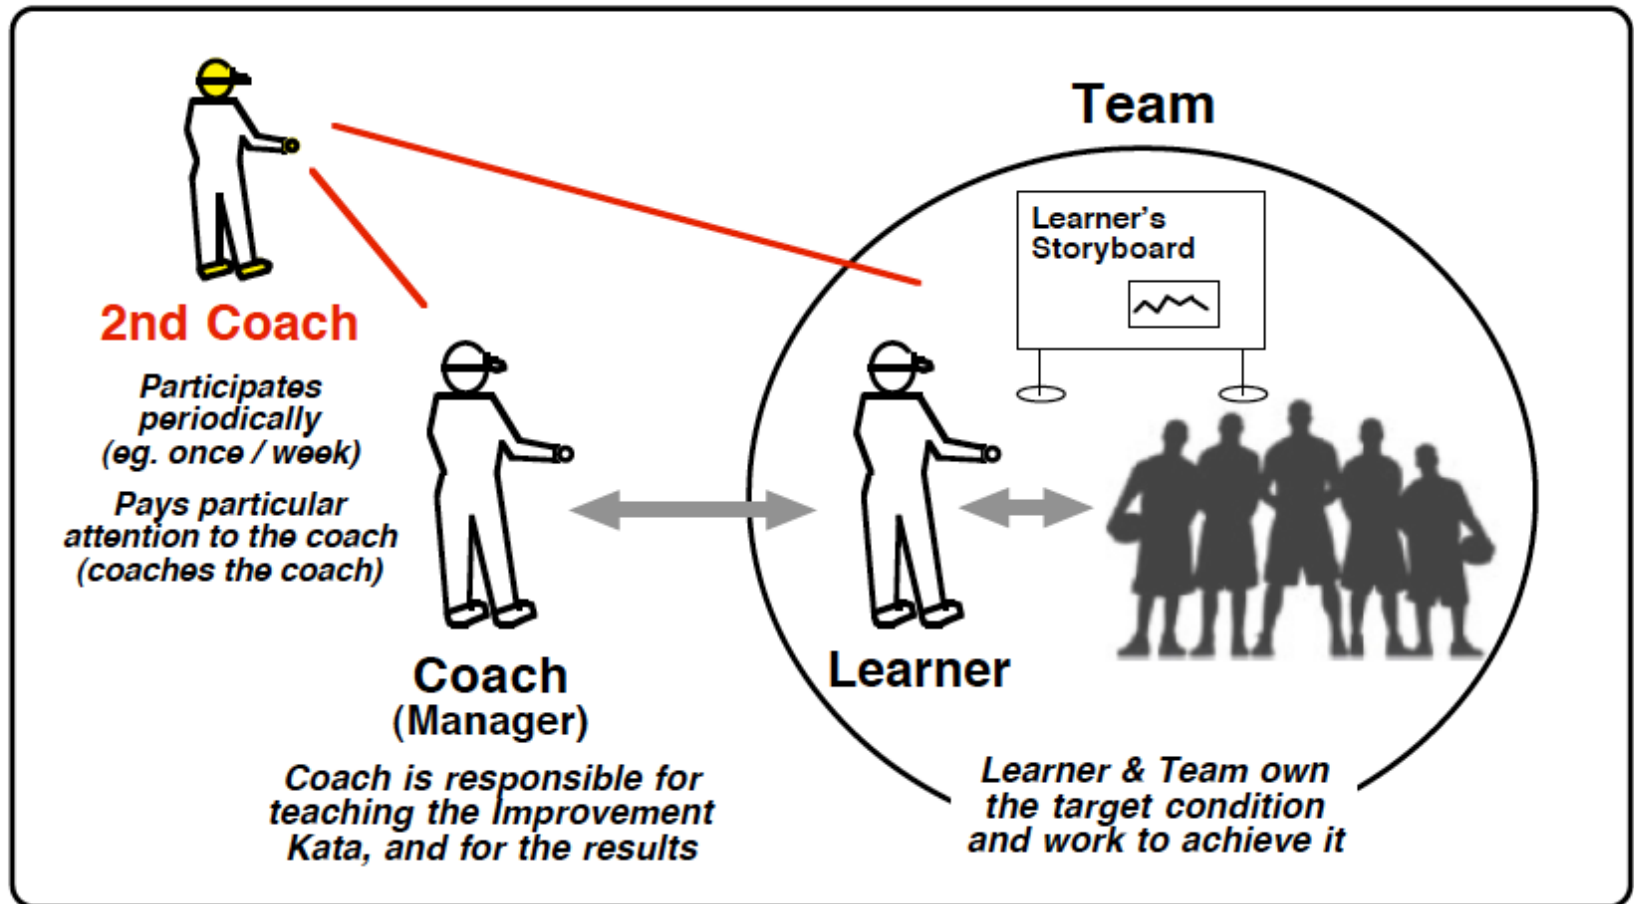 Team
Learner's
Storyboard
2nd Coach
Participates
periodically
(eg. once / week)
Pays particular
attention to the coach
(coaches the coach)
Coach
(Manager)
Coach is responsible for
teaching the Improvement
Kata, and for the results
Learner
Learner & Team own
the target condition
and work to achieve it